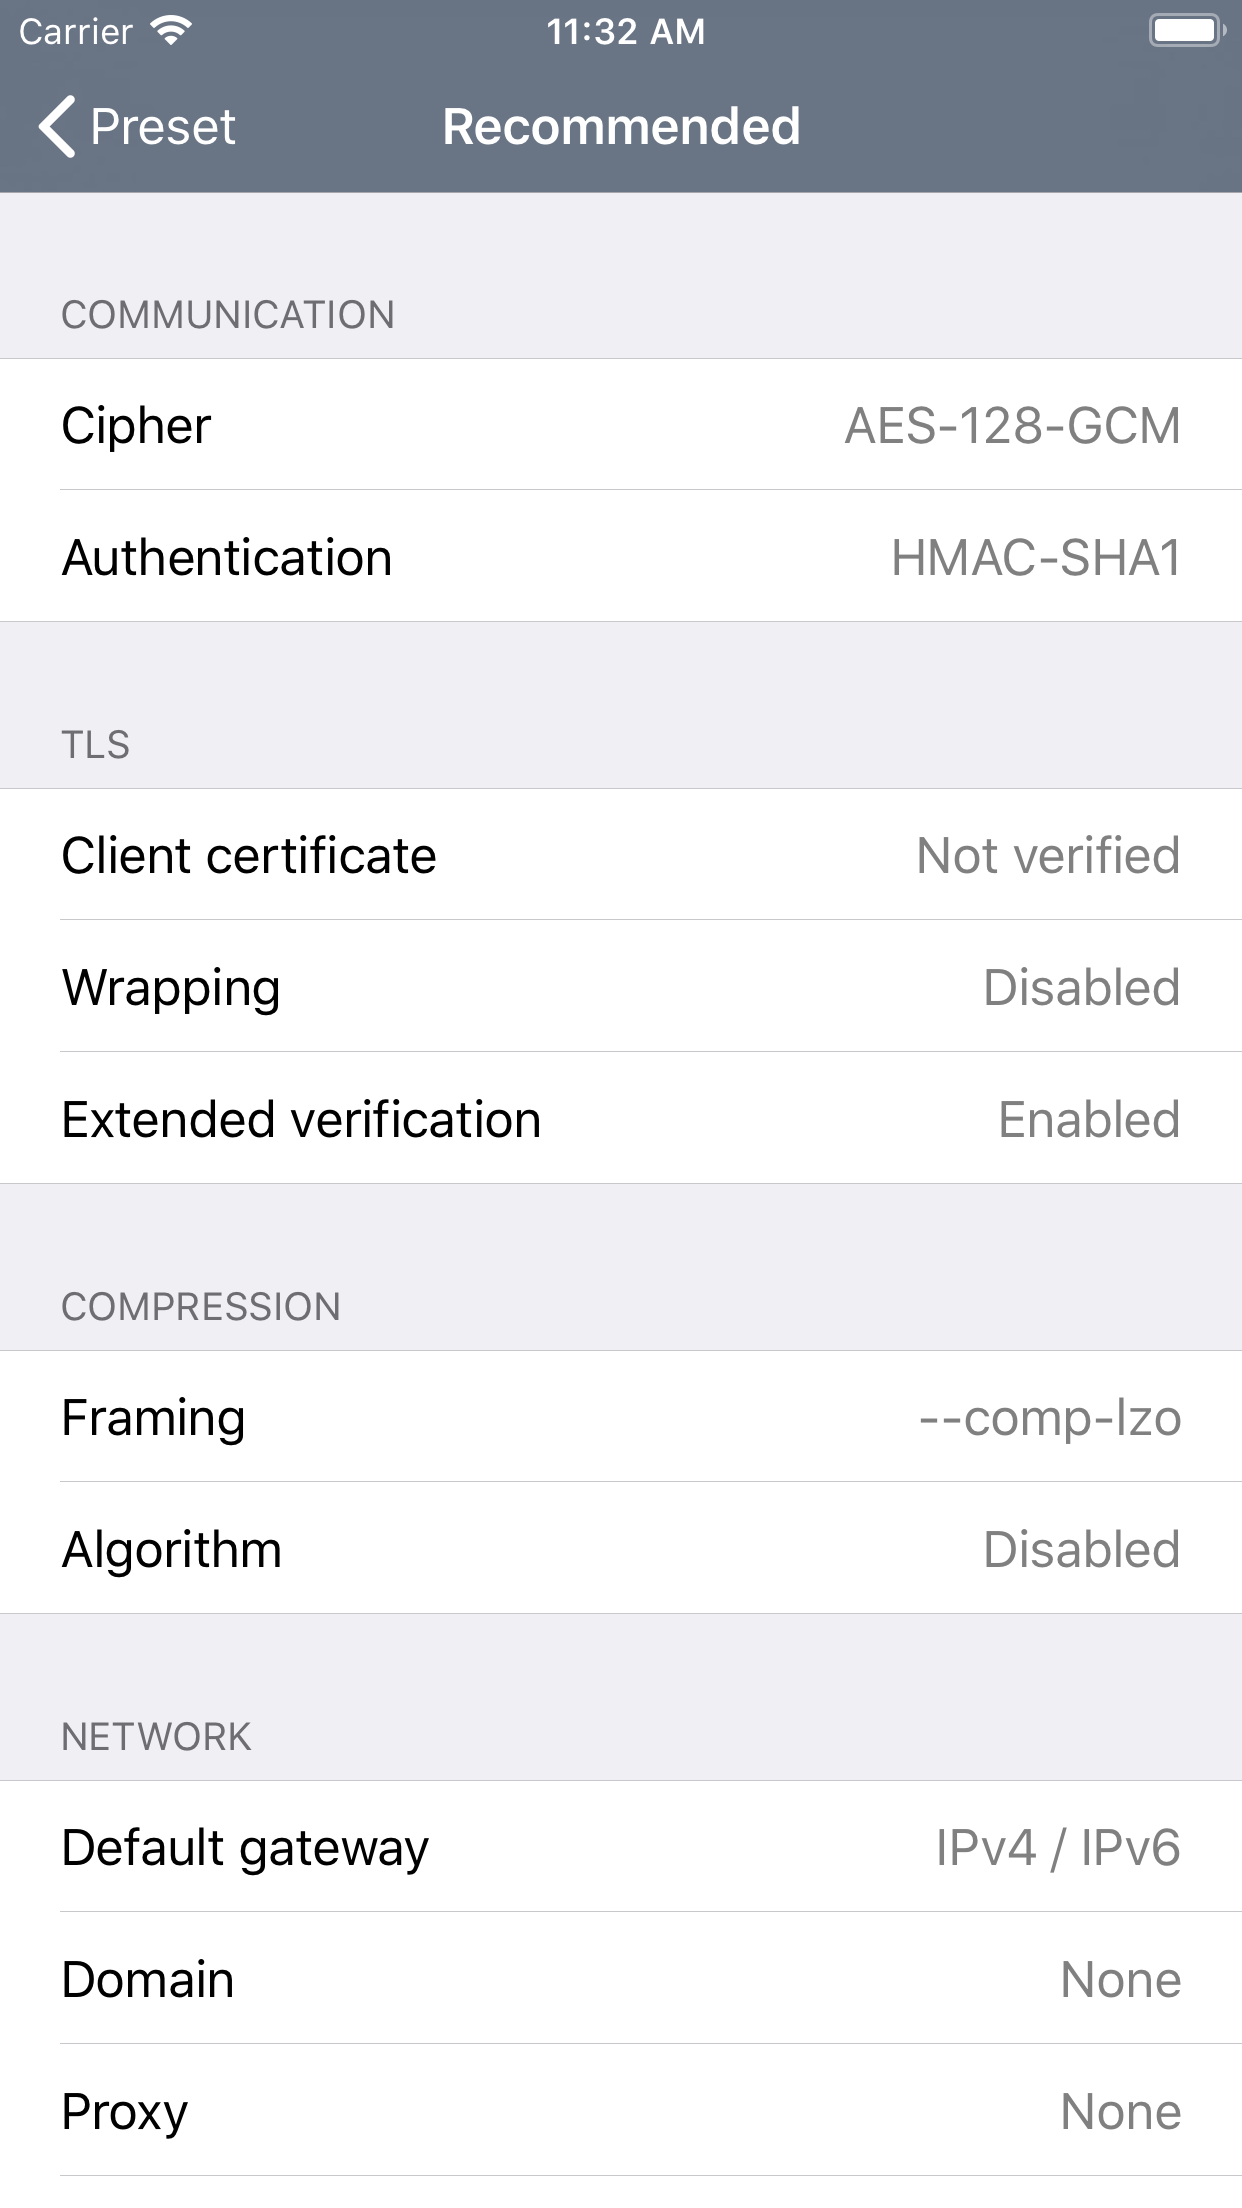 Carrier 11:32 AM
Preset Recommended
COMMUNICATION
Cipher AES-128-GCM
Authentication HMAC-SHA1
TLS
Client certificate Not verified
Wrapping Disabled
Extended verification Enabled
COMPRESSION
Framing --comp-lzo
Algorithm Disabled
NETWORK
Default gateway IPv4 / IPv6
Domain None
Proxy None